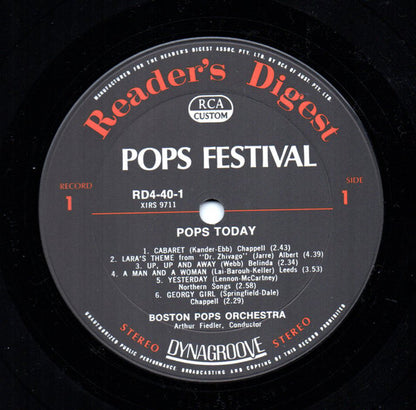 MANUFACTURED FOR THE READER'S DIGEST ASSOC. PTY. LTD. BY RCA OF AUST. PTY. LTD.
Reader's Digest
RCA
CUSTOM
POPS FESTIVAL
RECORD
1
SIDE
1
RD4-40-1
XIRS 9711
POPS TODAY
1. CABARET (Kander-Ebb) Chappell (2.43)
2. LARA'S THEME from "Dr. Zhivago" (Jarre) Albert (4.39)
3. UP, UP AND AWAY (Webb) Belinda (2.34)
4. A MAN AND A WOMAN (Lai-Barouh-Keller) Leeds (3.53)
5. YESTERDAY (Lennon-McCartney)
Northern Songs (2.58)
6. GEORGY GIRL (Springfield-Dale)
Chappell (2.29)
BOSTON POPS ORCHESTRA
Arthur Fiedler, Conductor
STEREO
DYNAGROOVE
STEREO
UNAUTHORIZED PUBLIC PERFORMANCE, BROADCASTING AND COPYING OF THIS RECORD PROHIBITED